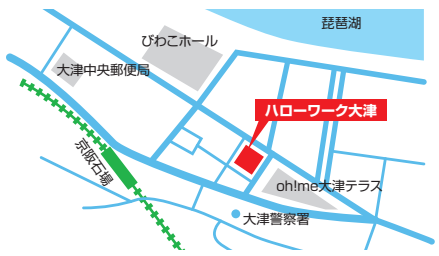 琵琶湖
びわこホール
大津中央郵便局
ハローワーク大津
京阪石場
oh!me大津テラス
大津警察署